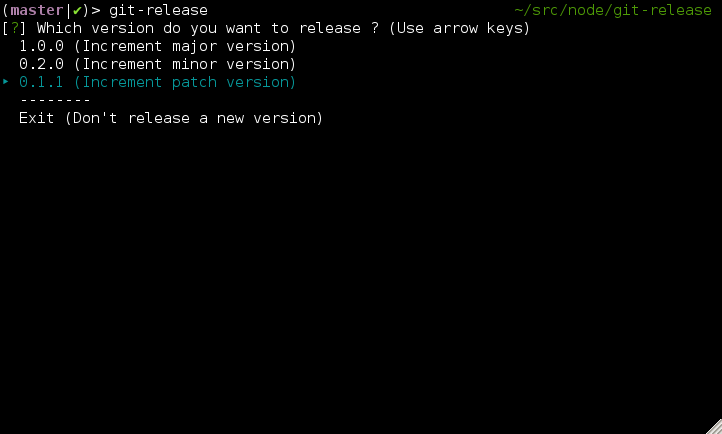 (master|✔)> git-release ~/src/node/git-release
[?] Which version do you want to release ? (Use arrow keys)
1.0.0 (Increment major version)
0.2.0 (Increment minor version)
‣ 0.1.1 (Increment patch version)
--------
Exit (Don't release a new version)